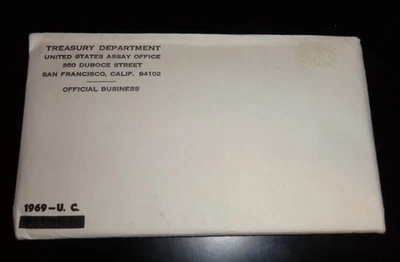 TREASURY DEPARTMENT
UNITED STATES ASSAY OFFICE
350 DUBOCE STREET
SAN FRANCISCO, CALIF. 94102
OFFICIAL BUSINESS
1969—U. C.